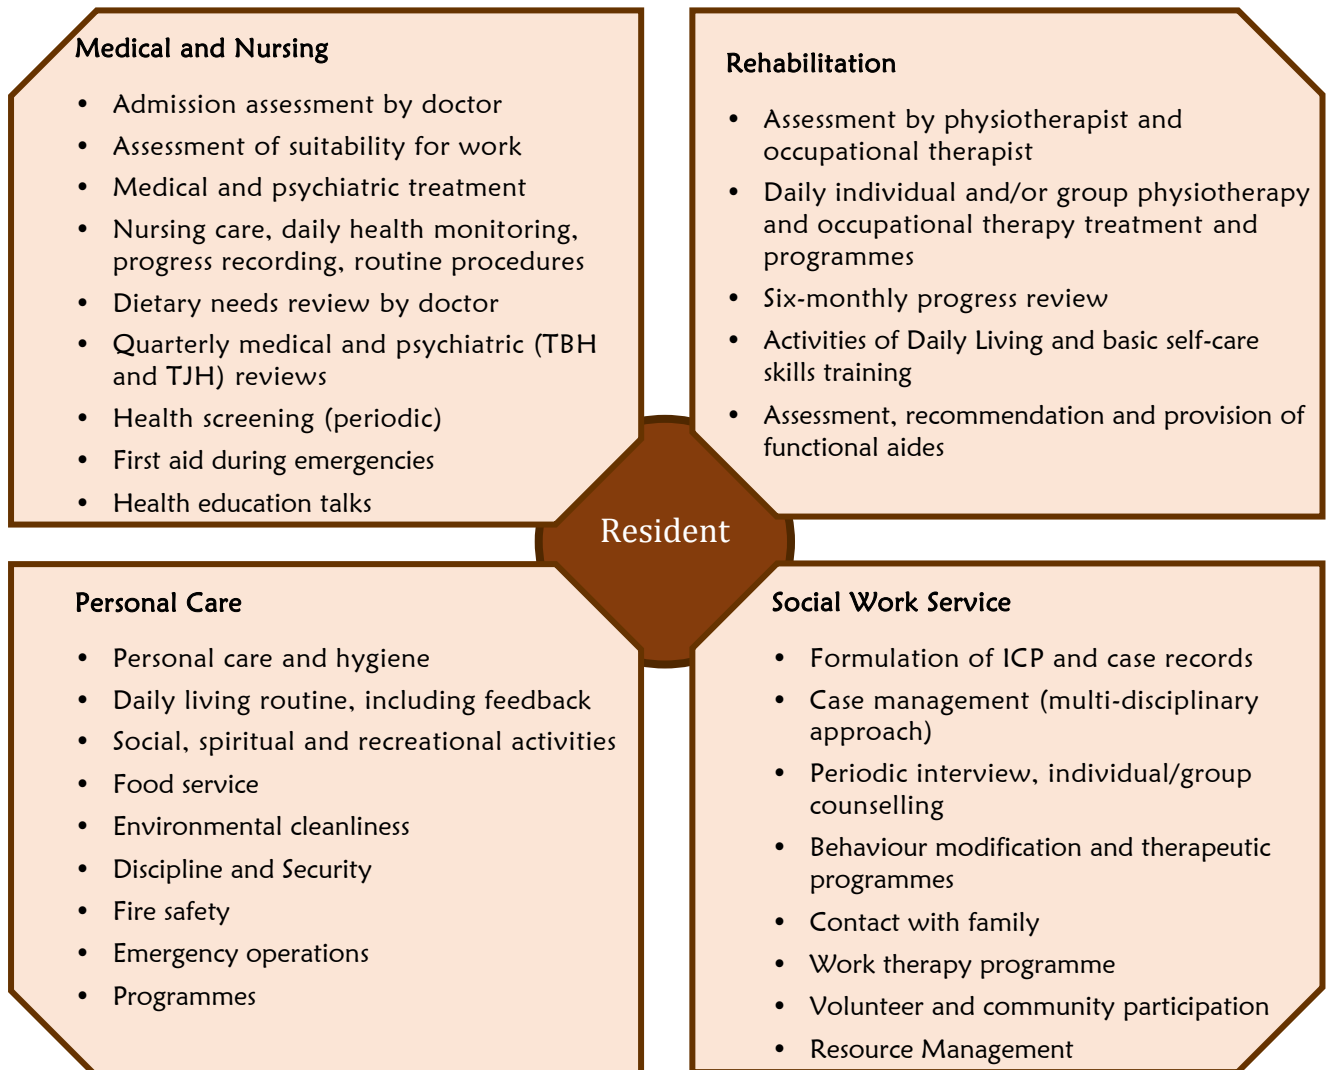 Medical and Nursing
• Admission assessment by doctor
• Assessment of suitability for work
• Medical and psychiatric treatment
• Nursing care, daily health monitoring,
progress recording, routine procedures
• Dietary needs review by doctor
• Quarterly medical and psychiatric (TBH
and TJH) reviews
• Health screening (periodic)
• First aid during emergencies
• Health education talks
Rehabilitation
• Assessment by physiotherapist and
occupational therapist
• Daily individual and/or group physiotherapy
and occupational therapy treatment and
programmes
• Six-monthly progress review
• Activities of Daily Living and basic self-care
skills training
• Assessment, recommendation and provision of
functional aides
Resident
Personal Care
• Personal care and hygiene
• Daily living routine, including feedback
• Social, spiritual and recreational activities
• Food service
• Environmental cleanliness
• Discipline and Security
• Fire safety
• Emergency operations
• Programmes
Social Work Service
• Formulation of ICP and case records
• Case management (multi-disciplinary
approach)
• Periodic interview, individual/group
counselling
• Behaviour modification and therapeutic
programmes
• Contact with family
• Work therapy programme
• Volunteer and community participation
• Resource Management